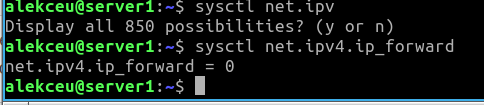 alekceu@server1:~$ sysctl net.ipv
Display all 850 possibilities? (y or n)
alekceu@server1:~$ sysctl net.ipv4.ip_forward
net.ipv4.ip_forward = 0
alekceu@server1:~$